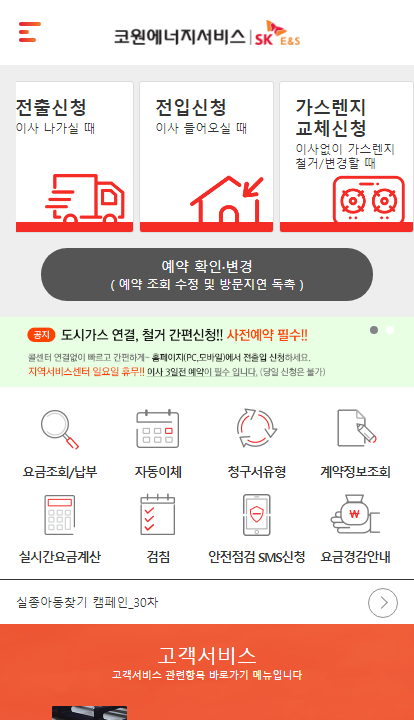 코원에너지서비스 | SK E&S
전출신청
이사 나가실 때
전입신청
이사 들어오실 때
가스렌지
교체신청
이사없이 가스렌지
철거/변경할 때
예약 확인·변경
( 예약 조회 수정 및 방문지연 독촉 )
공지 도시가스 연결, 철거 간편신청!! 사전예약 필수!!
콜센터 연결없이 빠르고 간편하게~ 홈페이지(PC,모바일)에서 전출입 신청하세요.
지역서비스센터 일요일 휴무!! 이사 3일전 예약이 필수 입니다. (당일 신청은 불가)
요금조회/납부
자동이체
청구서유형
계약정보조회
실시간요금계산
검침
안전점검 SMS신청
요금경감안내
실종아동찾기 캠페인_30차
고객서비스
고객서비스 관련항목 바로가기 메뉴입니다